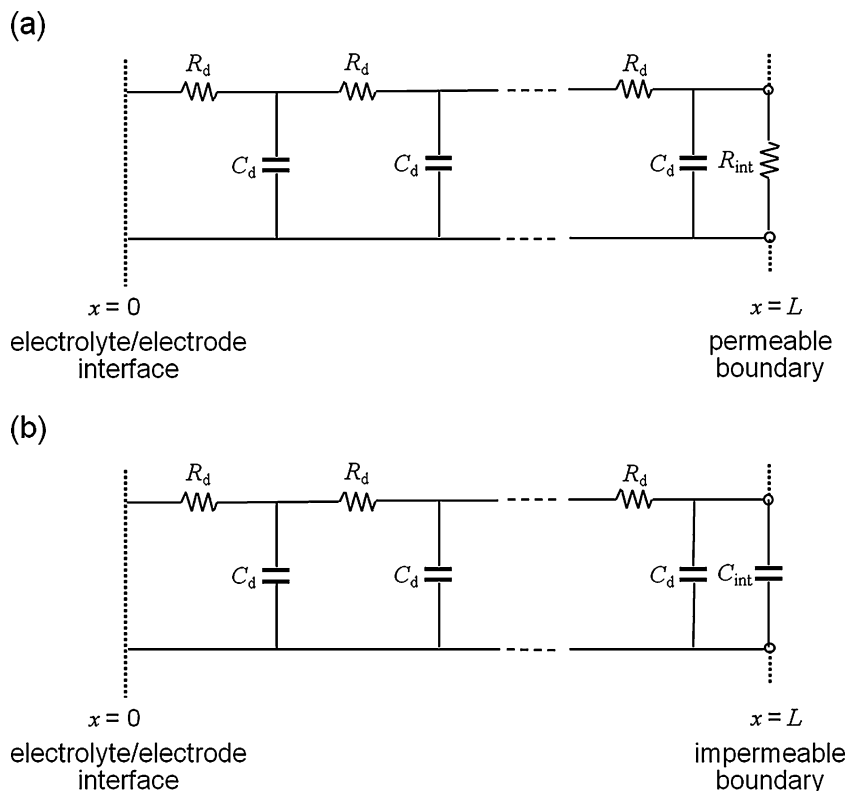 (a)
R_d R_d R_d
C_d C_d C_d R_int
x = 0 x = L
electrolyte/electrode permeable
interface boundary
(b)
R_d R_d R_d
C_d C_d C_d C_int
x = 0 x = L
electrolyte/electrode impermeable
interface boundary